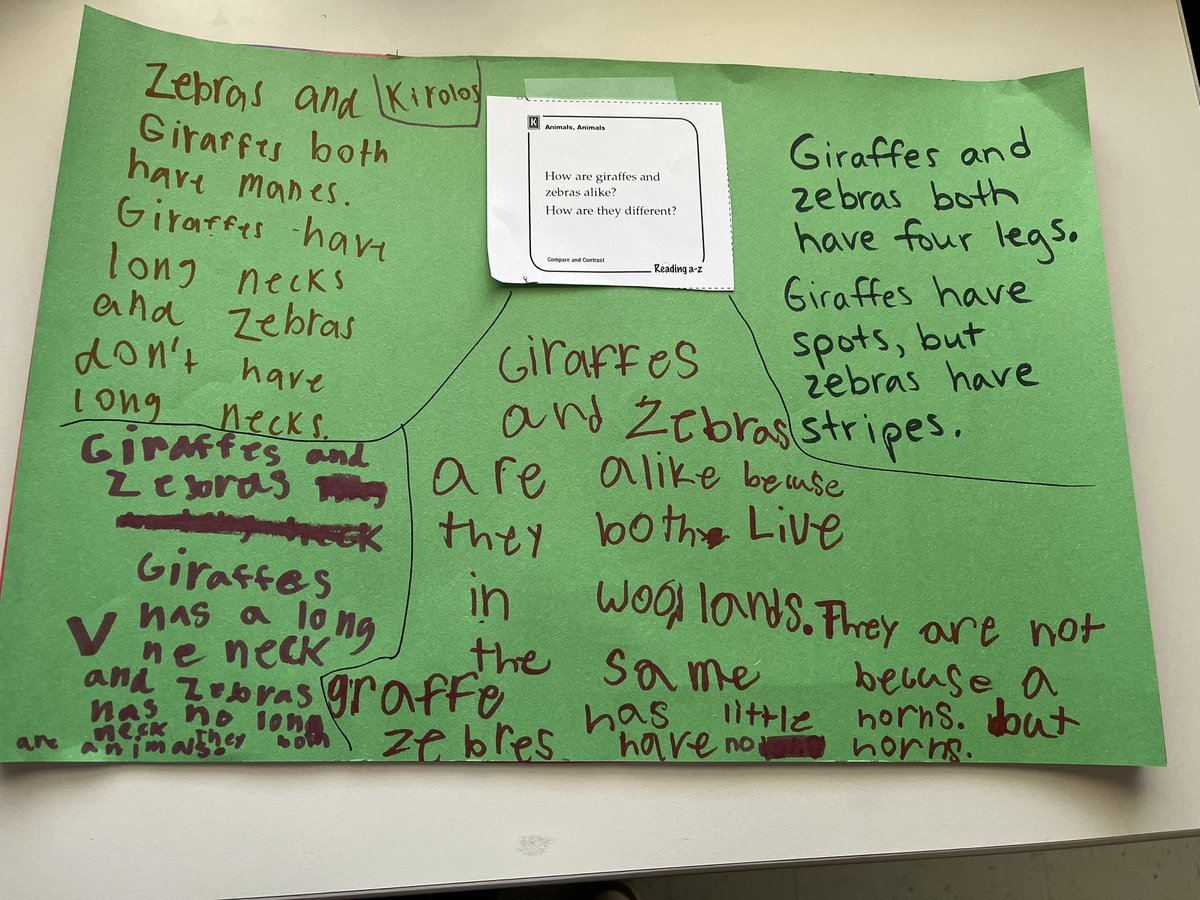 Zebras and Kirolos
Giraffes both
have manes.
Giraffes have
long necks
and Zebras
don't have
long necks.
K Animals, Animals
How are giraffes and
zebras alike?
How are they different?
Compare and Contrast
Reading a-z
Giraffes and
zebras both
have four legs.
Giraffes have
spots, but
zebras have
stripes.
Giraffes and
Zebras
Giraffes
V has a long
ne neck
and Zebras
has no long
neck They both
are animals.
Giraffes
and Zebras
are alike becuse
they both Live
in woodlands. They are not
the same becuse a
graffe has little horns. but
zebres have no horns.